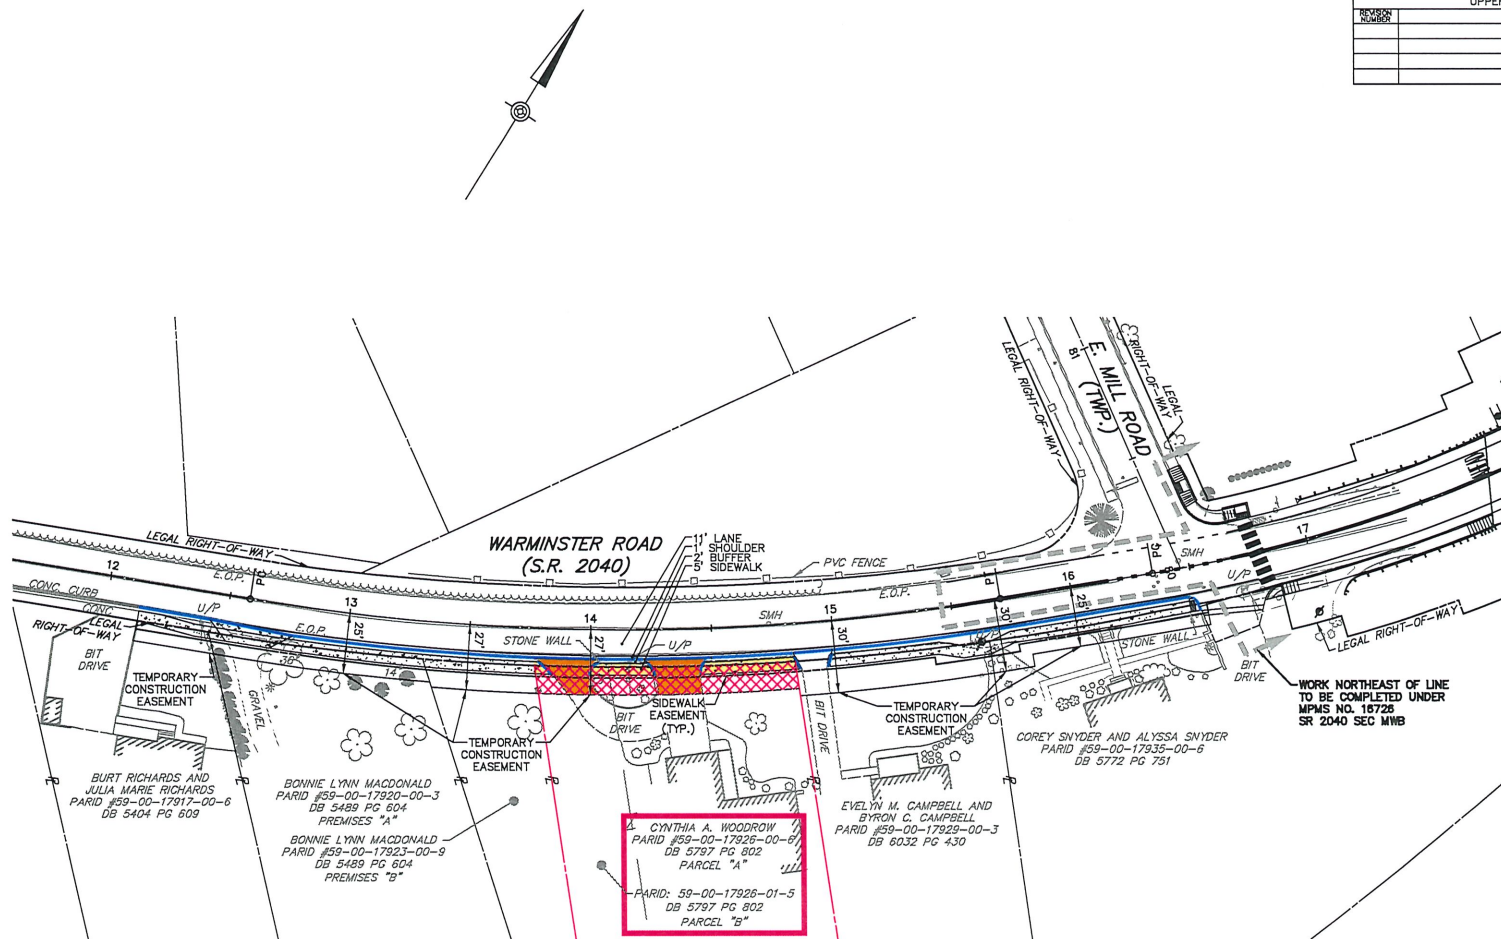 UPPER
REVISION
NUMBER
LEGAL RIGHT-OF-WAY
E. MILL ROAD
(TWP.)
81
LEGAL
RIGHT-OF-WAY
WARMINSTER ROAD
(S.R. 2040)
11' LANE
1' SHOULDER
2' BUFFER
5' SIDEWALK
PVC FENCE
LEGAL RIGHT-OF-WAY
12
E.O.P.
13
14
15
16
17
SMH
E.O.P.
SMH
U/P
CONC. CURB
CONC.
LEGAL
RIGHT-OF-WAY
U/P
E.O.P.
25'
27'
27'
30'
30'
25'
STONE WALL
U/P
STONE WALL
LEGAL RIGHT-OF-WAY
BIT
DRIVE
TEMPORARY
CONSTRUCTION
EASEMENT
GRAVEL
38"
14"
TEMPORARY
CONSTRUCTION
EASEMENT
BIT
DRIVE
SIDEWALK
EASEMENT
(TYP.)
BIT DRIVE
TEMPORARY
CONSTRUCTION
EASEMENT
BIT
DRIVE
WORK NORTHEAST OF LINE
TO BE COMPLETED UNDER
MPMS NO. 16726
SR 2040 SEC MWB
BURT RICHARDS AND
JULIA MARIE RICHARDS
PARID #59-00-17917-00-6
DB 5404 PG 609
BONNIE LYNN MACDONALD
PARID #59-00-17920-00-3
DB 5489 PG 604
PREMISES "A"
BONNIE LYNN MACDONALD
PARID #59-00-17923-00-9
DB 5489 PG 604
PREMISES "B"
CYNTHIA A. WOODROW
PARID #59-00-17926-00-6
DB 5797 PG 802
PARCEL "A"
PARID: 59-00-17926-01-5
DB 5797 PG 802
PARCEL "B"
EVELYN M. CAMPBELL AND
BYRON C. CAMPBELL
PARID #59-00-17929-00-3
DB 6032 PG 430
COREY SNYDER AND ALYSSA SNYDER
PARID #59-00-17935-00-6
DB 5772 PG 751